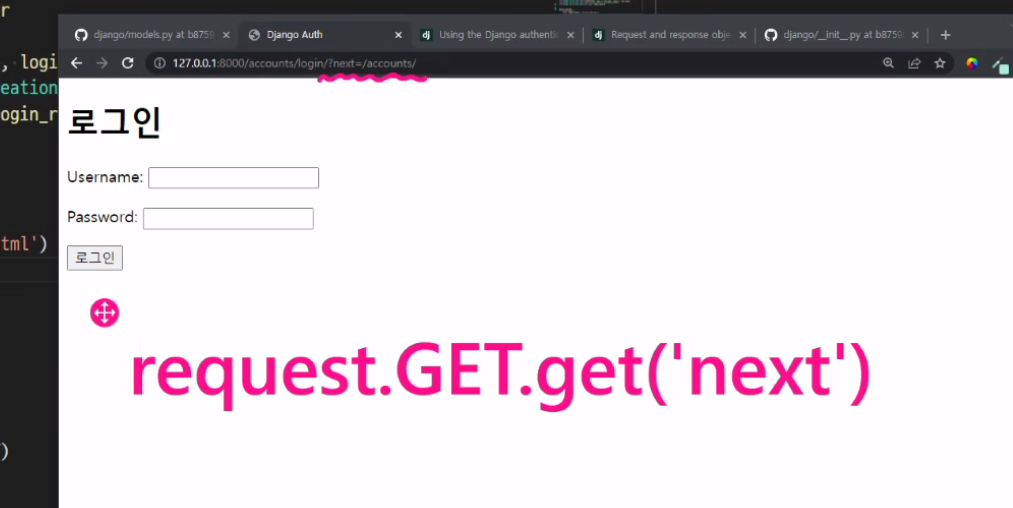 r
django/models.py at b8759
Django Auth
Using the Django authentic
Request and response obje
django/__init__.py at b8759
, logi
127.0.0.1:8000/accounts/login/?next=/accounts/
eation
ogin_r
로그인
Username:
Password:
tml')
로그인
request.GET.get('next')
)